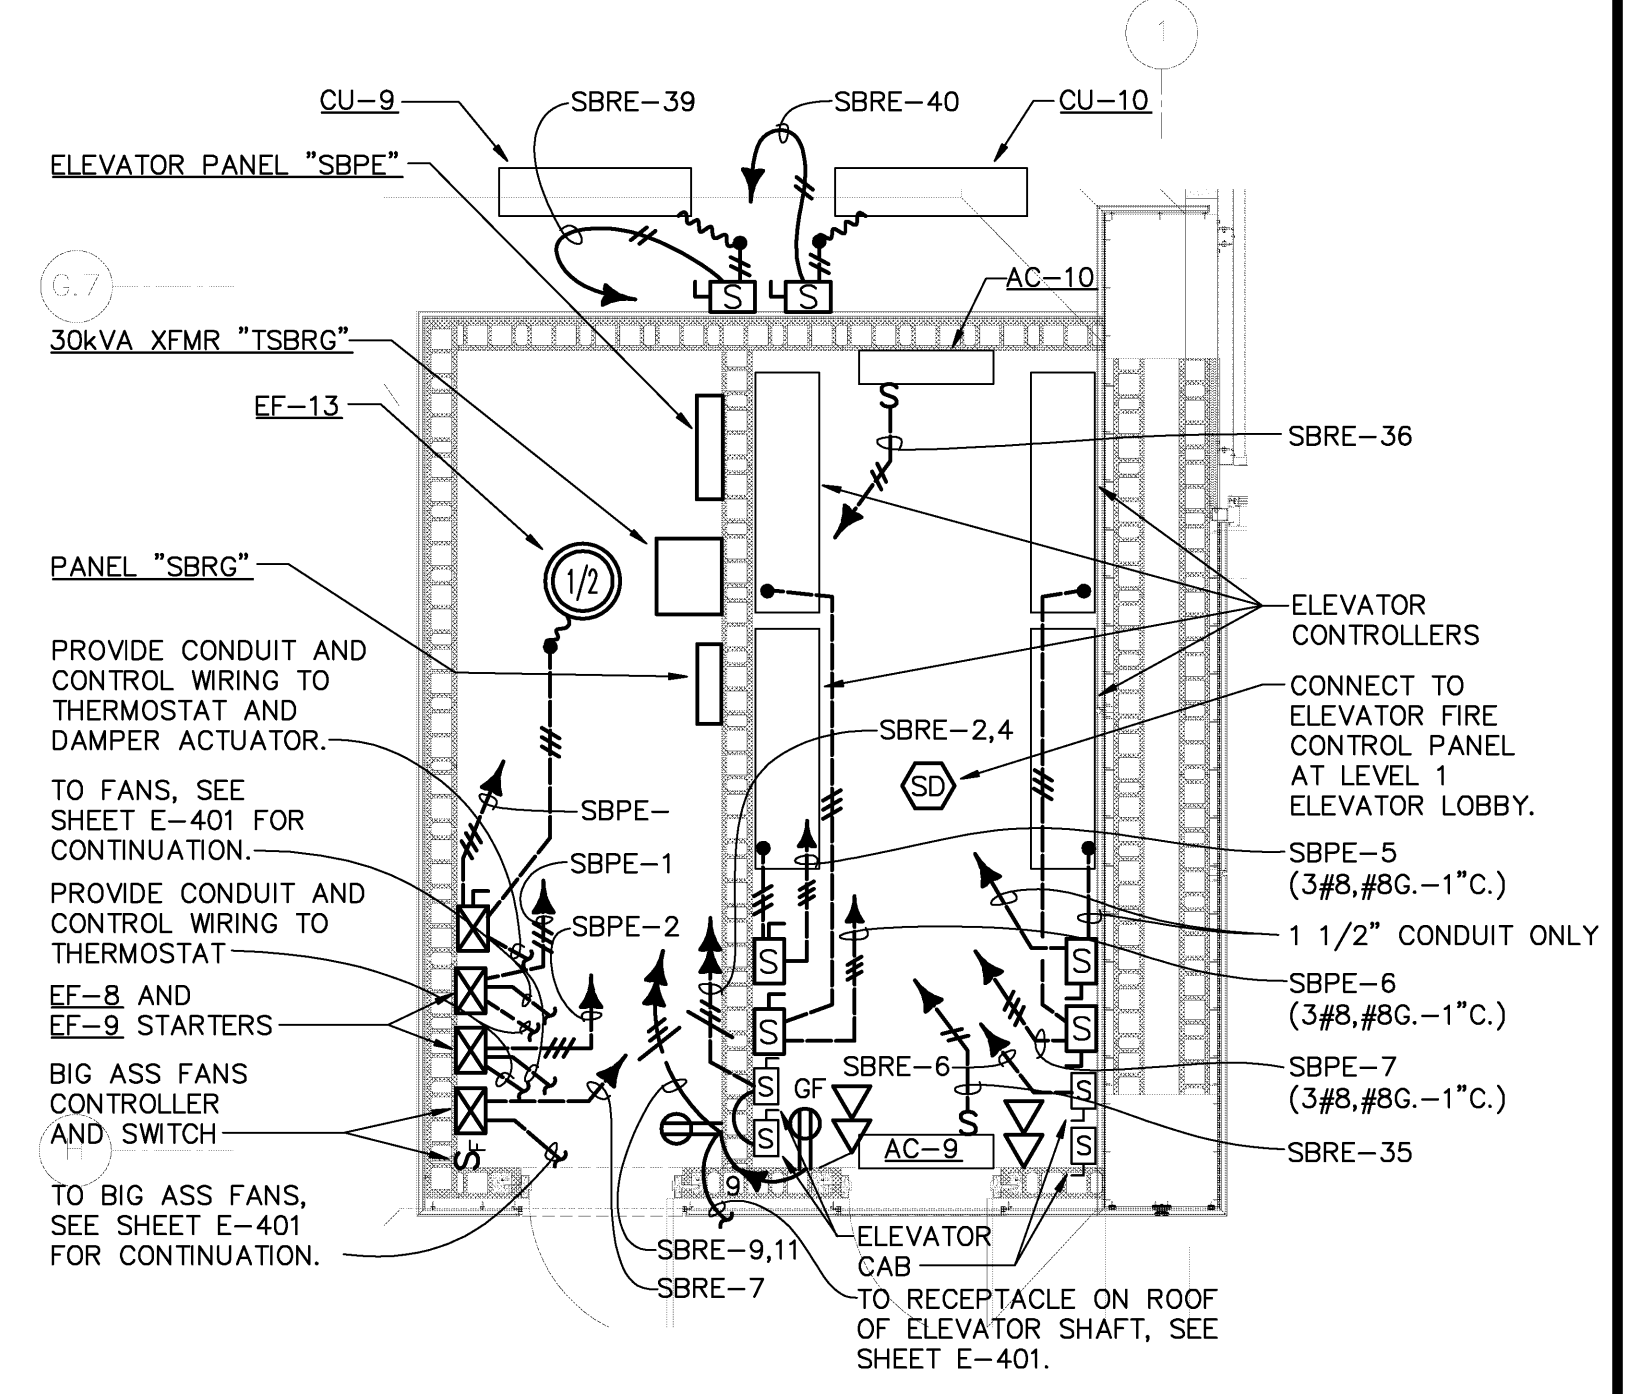 1
CU-9
SBRE-39
SBRE-40
CU-10
ELEVATOR PANEL "SBPE"
G.7
AC-10
S
S
30kVA XFMR "TSBRG"
EF-13
S
SBRE-36
PANEL "SBRG"
1/2
ELEVATOR
CONTROLLERS
PROVIDE CONDUIT AND
CONTROL WIRING TO
THERMOSTAT AND
DAMPER ACTUATOR.
CONNECT TO
ELEVATOR FIRE
CONTROL PANEL
AT LEVEL 1
ELEVATOR LOBBY.
SBRE-2,4
SD
TO FANS, SEE
SHEET E-401 FOR
CONTINUATION.
SBPE-
SBPE-1
SBPE-5
(3#8,#8G.-1"C.)
PROVIDE CONDUIT AND
CONTROL WIRING TO
THERMOSTAT
SBPE-2
1 1/2" CONDUIT ONLY
S
S
SBPE-6
(3#8,#8G.-1"C.)
EF-8 AND
EF-9 STARTERS
S
S
SBRE-6
SBPE-7
(3#8,#8G.-1"C.)
BIG ASS FANS
CONTROLLER
AND SWITCH
S
GF
S
S
S
S
H
SF
AC-9
SBRE-35
9
TO BIG ASS FANS,
SEE SHEET E-401
FOR CONTINUATION.
SBRE-9,11
SBRE-7
ELEVATOR
CAB
TO RECEPTACLE ON ROOF
OF ELEVATOR SHAFT, SEE
SHEET E-401.